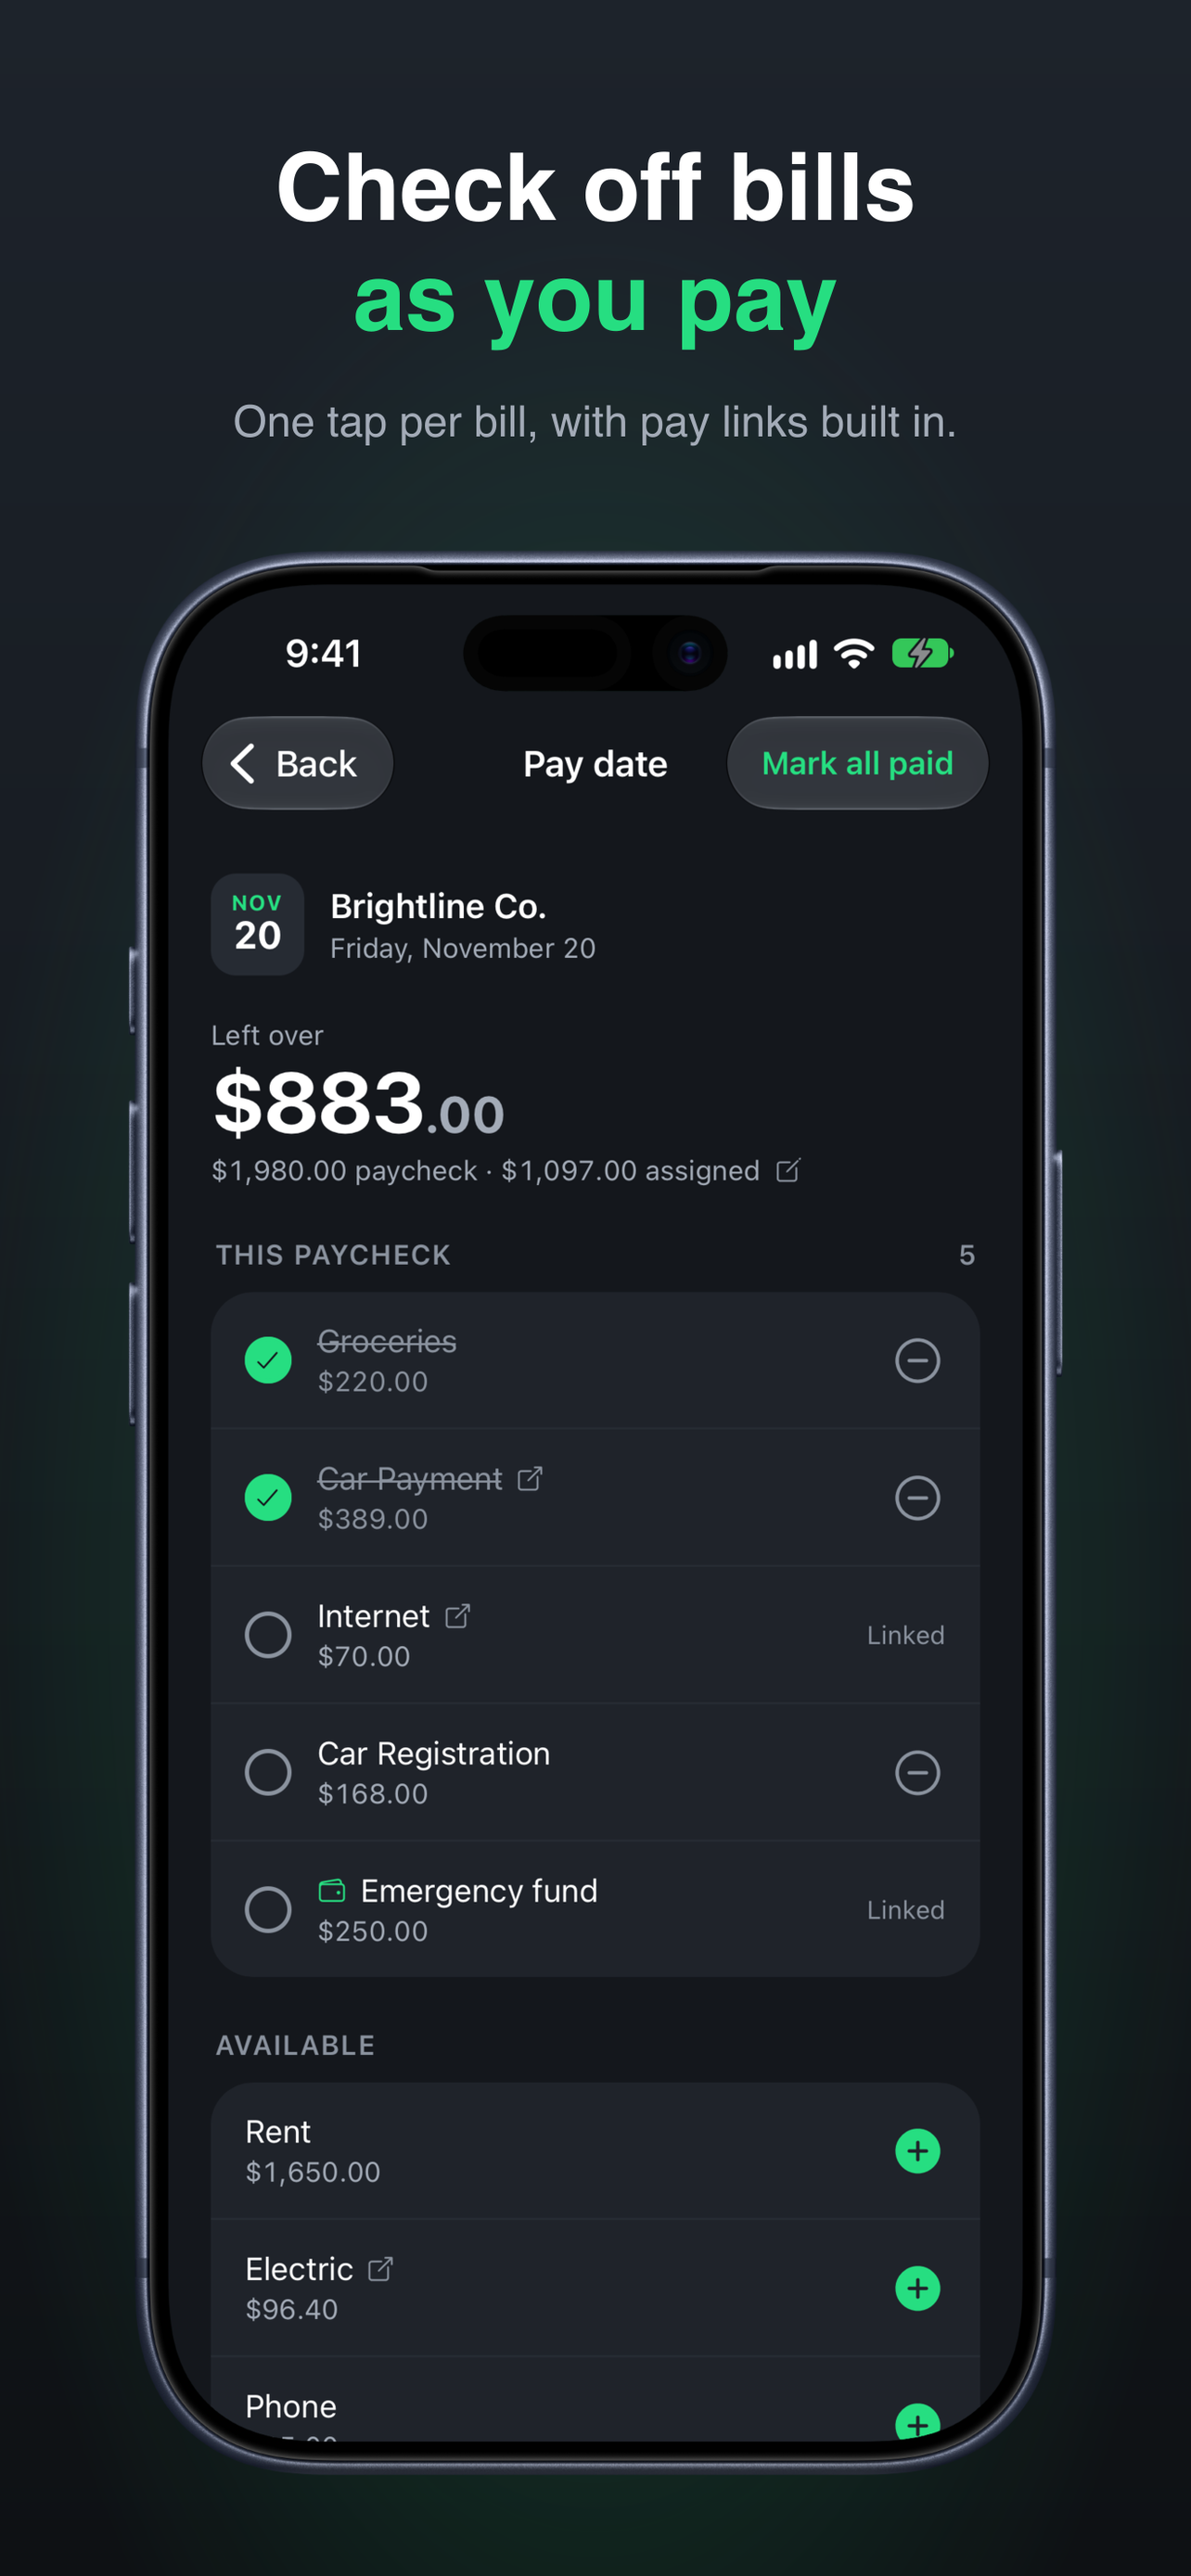 Check off bills
as you pay
One tap per bill, with pay links built in.
9:41
Back
Pay date
Mark all paid
NOV
20
Brightline Co.
Friday, November 20
Left over
$883.00
$1,980.00 paycheck · $1,097.00 assigned
THIS PAYCHECK
5
Groceries
$220.00
Car Payment
$389.00
Internet
$70.00
Linked
Car Registration
$168.00
Emergency fund
$250.00
Linked
AVAILABLE
Rent
$1,650.00
Electric
$96.40
Phone